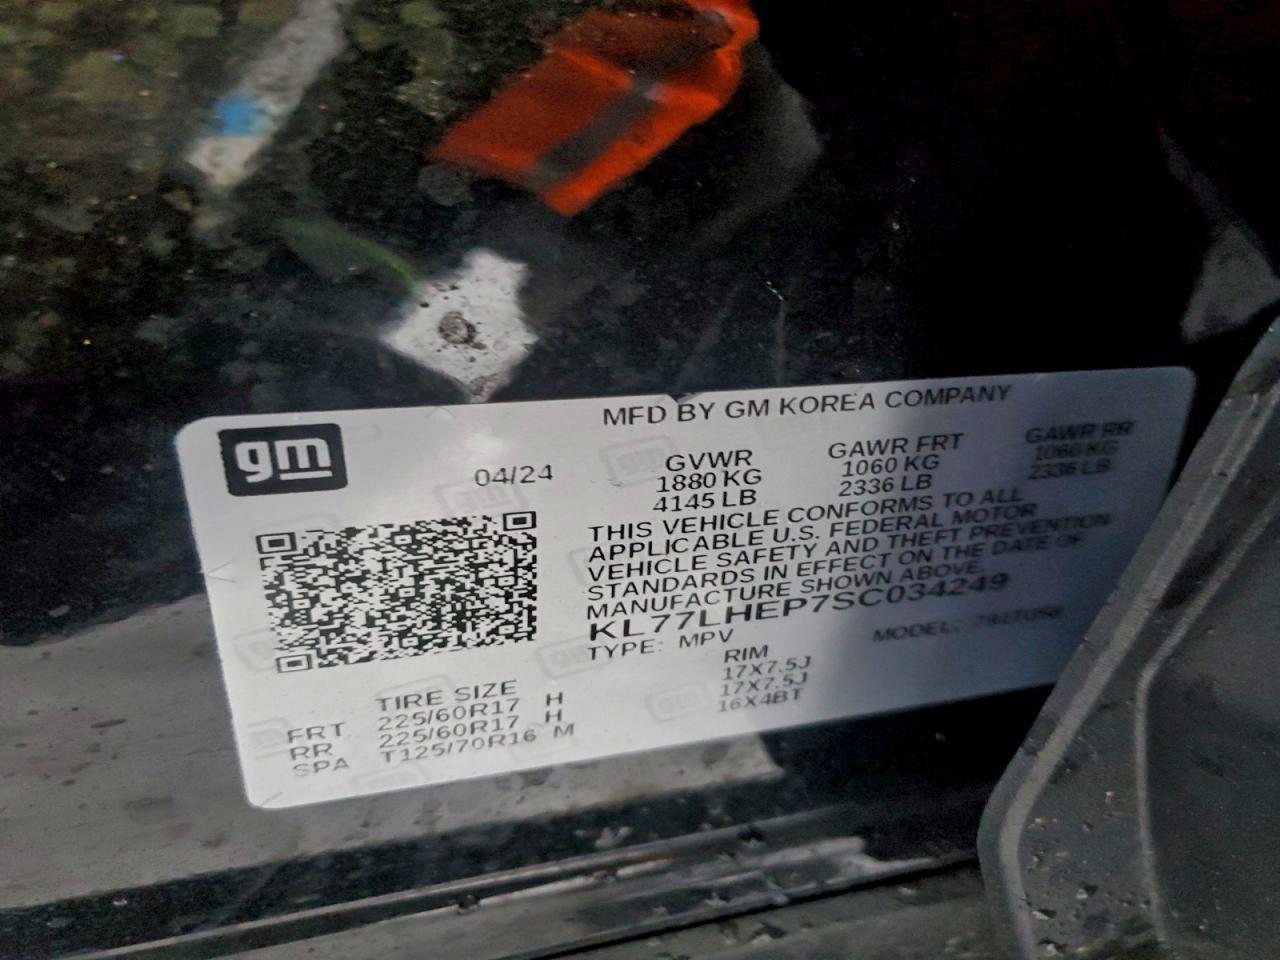 gm
MFD BY GM KOREA COMPANY
04/24
GVWR GAWR FRT GAWR RR
1880 KG 1060 KG 1060 KG
4145 LB 2336 LB 2336 LB
THIS VEHICLE CONFORMS TO ALL
APPLICABLE U.S. FEDERAL MOTOR
VEHICLE SAFETY AND THEFT PREVENTION
STANDARDS IN EFFECT ON THE DATE OF
MANUFACTURE SHOWN ABOVE.
KL77LHEP7SC034249
TYPE: MPV MODEL:
TIRE SIZE RIM
FRT 225/60R17 H 17X7.5J
RR 225/60R17 H 17X7.5J
SPA T125/70R16 M 16X4BT